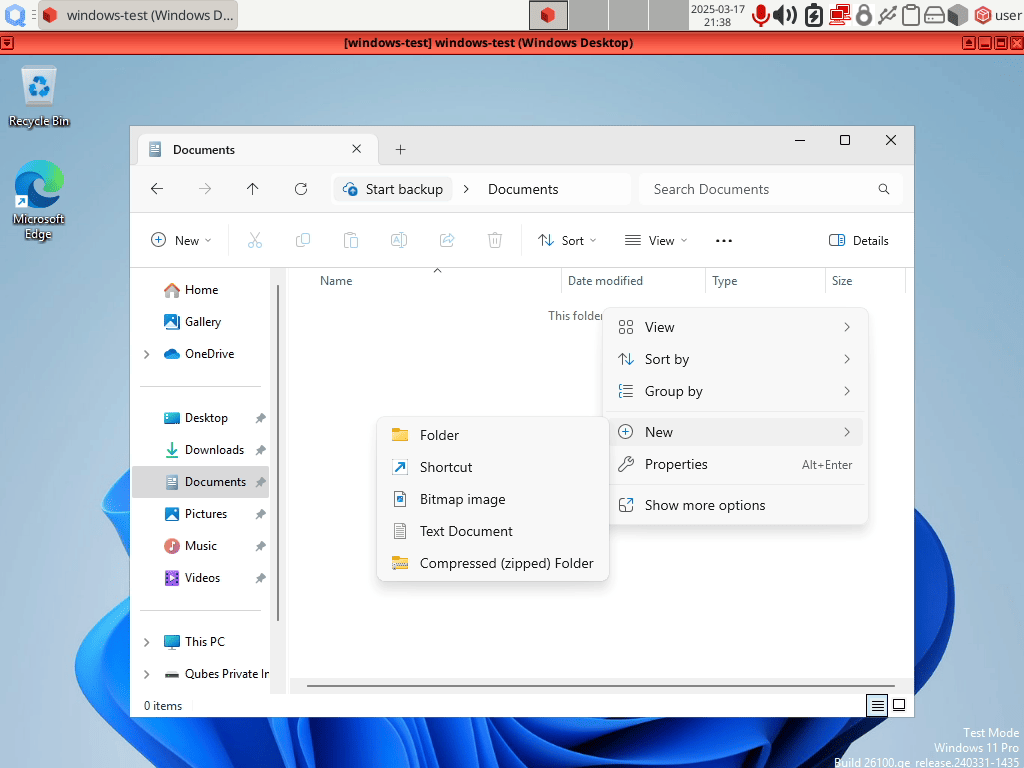 windows-test (Windows D...
2025-03-17
21:38
user
[windows-test] windows-test (Windows Desktop)
Recycle Bin
Microsoft
Edge
Documents
Start backup
Documents
Search Documents
New
Sort
View
Details
Name
Date modified
Type
Size
This folder
Home
Gallery
OneDrive
Desktop
Downloads
Documents
Pictures
Music
Videos
This PC
Qubes Private In
View
Sort by
Group by
New
Properties Alt+Enter
Show more options
Folder
Shortcut
Bitmap image
Text Document
Compressed (zipped) Folder
0 items
Test Mode
Windows 11 Pro
Build 26100.ge_release.240331-1435